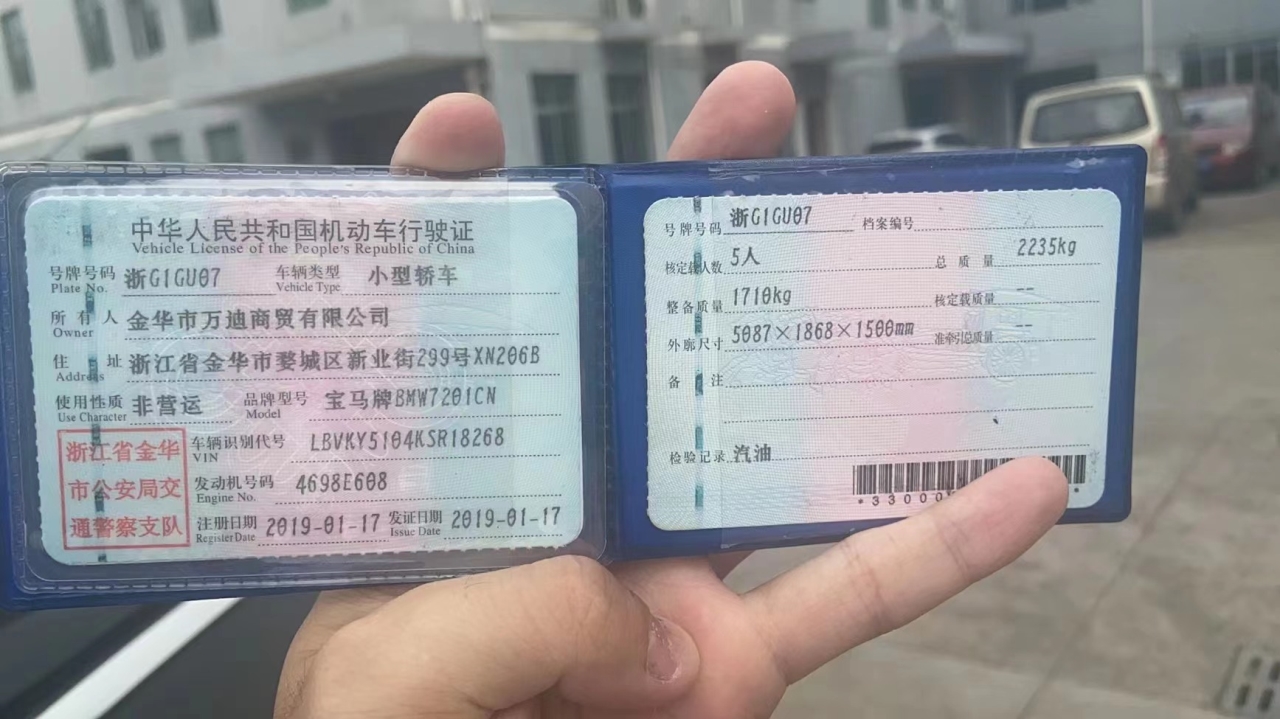 中华人民共和国机动车行驶证
Vehicle License of the People's Republic of China
号牌号码 浙G1GU07 车辆类型 小型轿车
Plate No. Vehicle Type
所有人 金华市万迪商贸有限公司
Owner
住址 浙江省金华市婺城区新业街299号XN206B
Address
使用性质 非营运 品牌型号 宝马牌BMW7201CN
Use Character Model
浙江省金华
市公安局交
通警察支队
车辆识别代号 LBVKY5104KSR18268
VIN
发动机号码 4698E608
Engine No.
注册日期 2019-01-17 发证日期 2019-01-17
Register Date Issue Date
号牌号码 浙G1GU07 档案编号
核定载人数 5人 总质量 2235kg
整备质量 1710kg 核定载质量 --
外廓尺寸 5087×1868×1500mm 准牵引总质量 --
备注
检验记录 汽油
*33000